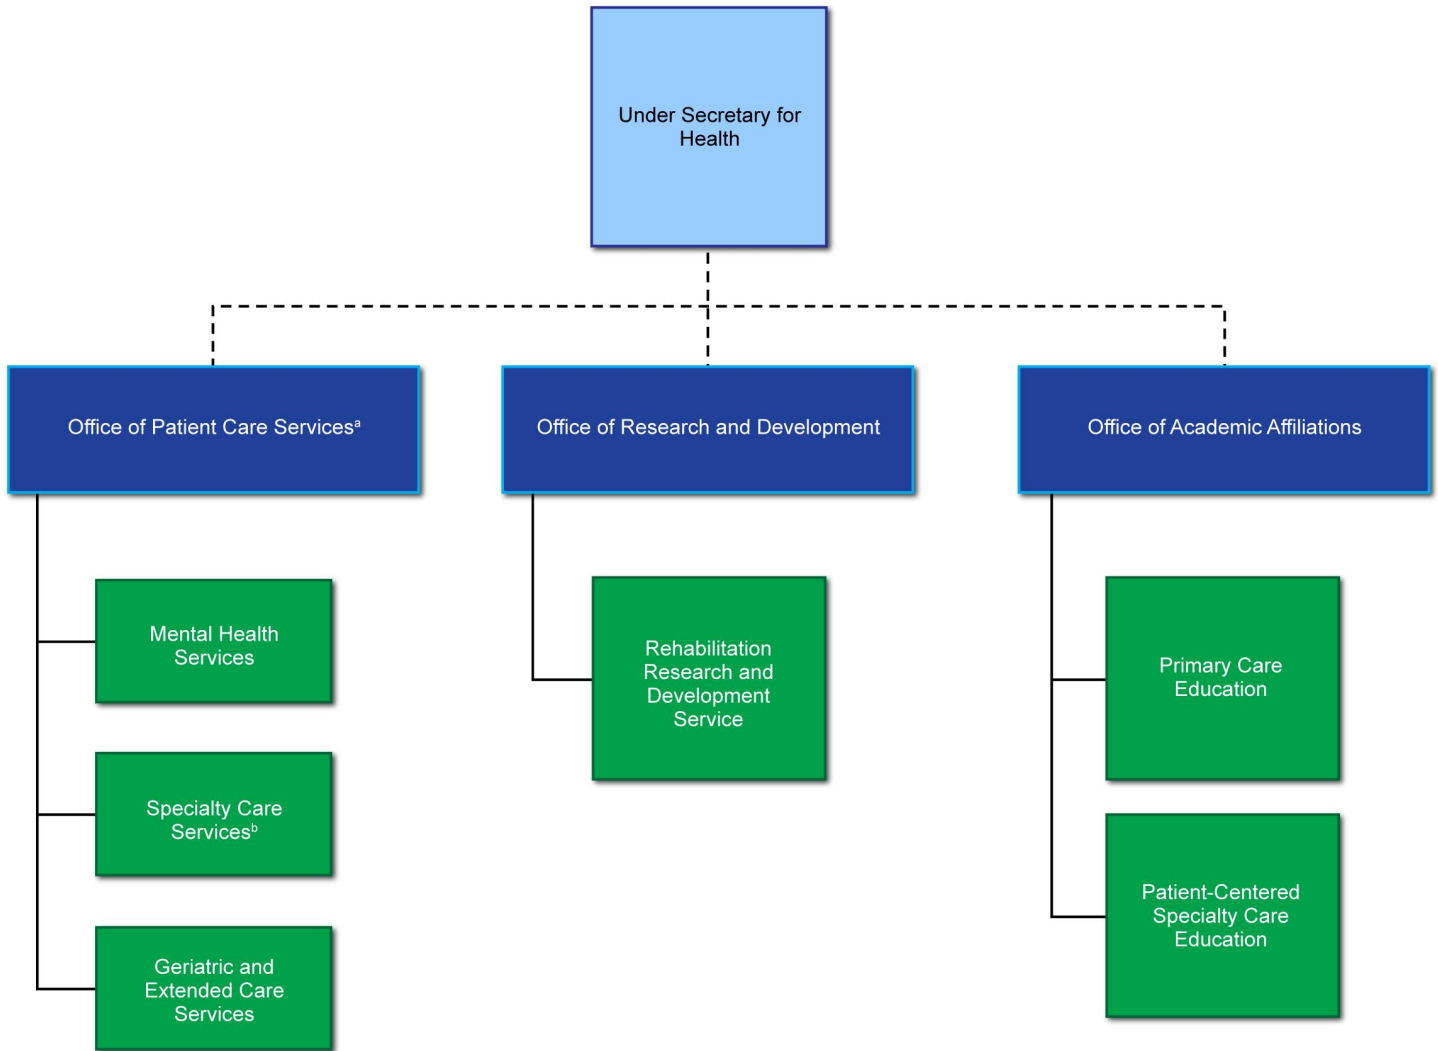 Under Secretary for
Health
Office of Patient Care Servicesᵃ
Office of Research and Development
Office of Academic Affiliations
Mental Health
Services
Specialty Care
Servicesᵇ
Geriatric and
Extended Care
Services
Rehabilitation
Research and
Development
Service
Primary Care
Education
Patient-Centered
Specialty Care
Education